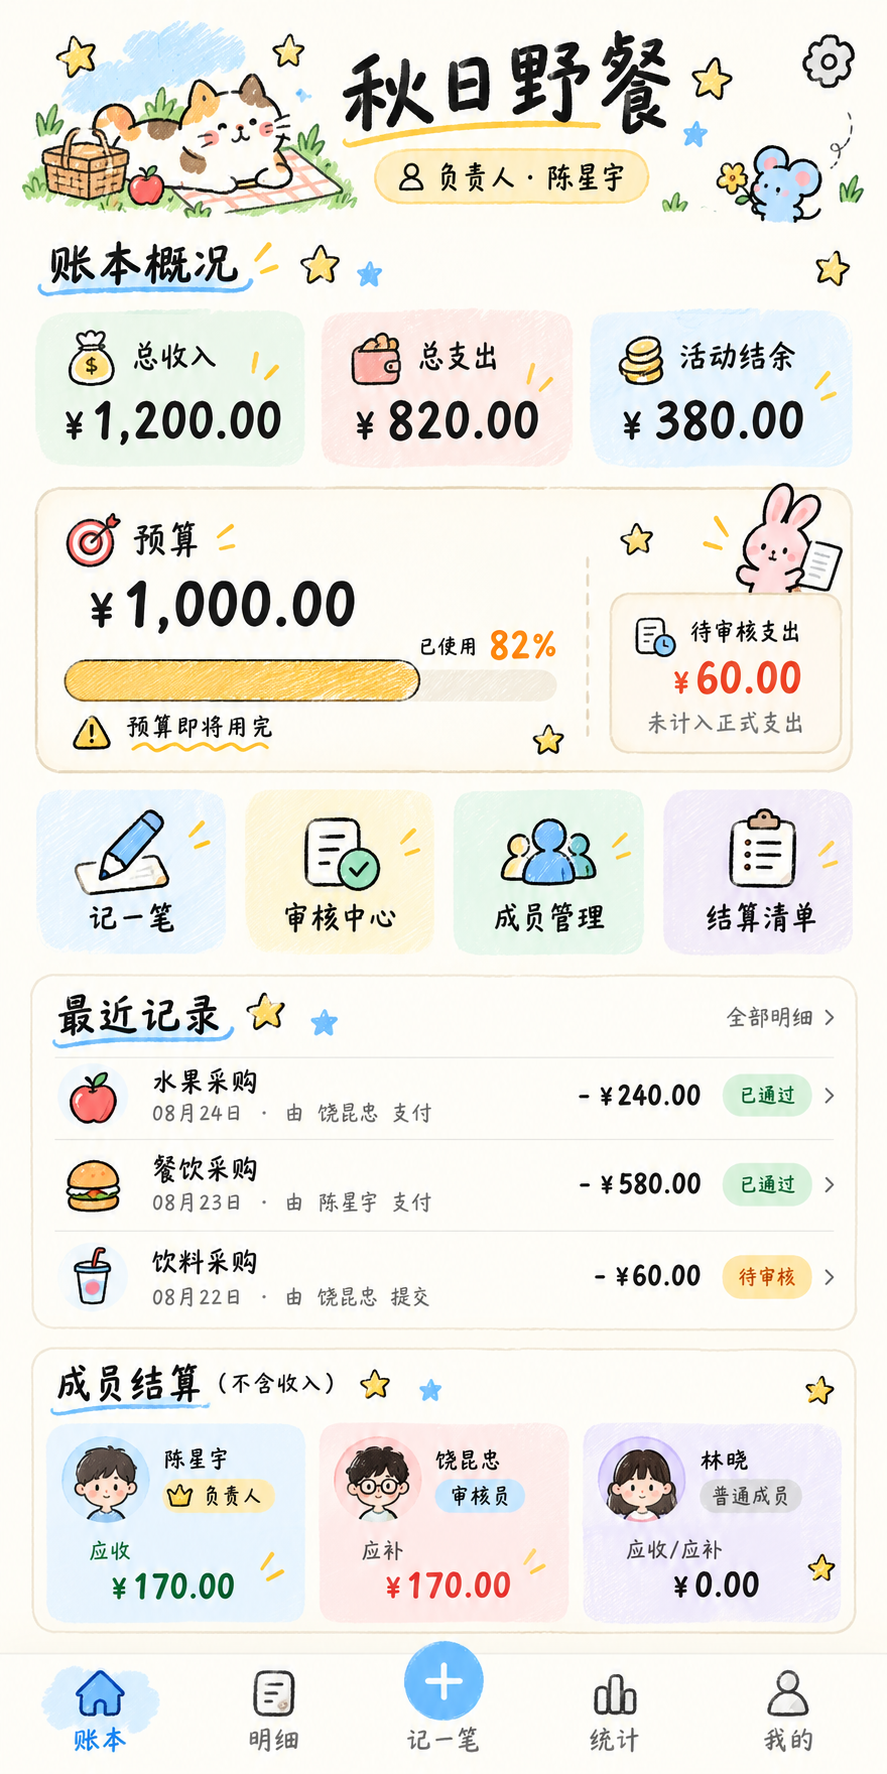 秋日野餐
负责人·陈星宇
账本概况
总收入
¥1,200.00
总支出
¥820.00
活动结余
¥380.00
预算
¥1,000.00
已使用 82%
预算即将用完
待审核支出
¥60.00
未计入正式支出
记一笔
审核中心
成员管理
结算清单
最近记录
全部明细 >
水果采购
08月24日 · 由 饶昆忠 支付
- ¥240.00
已通过 >
餐饮采购
08月23日 · 由 陈星宇 支付
- ¥580.00
已通过 >
饮料采购
08月22日 · 由 饶昆忠 提交
- ¥60.00
待审核 >
成员结算（不含收入）
陈星宇
负责人
应收
¥170.00
饶昆忠
审核员
应补
¥170.00
林晓
普通成员
应收/应补
¥0.00
账本
明细
记一笔
统计
我的